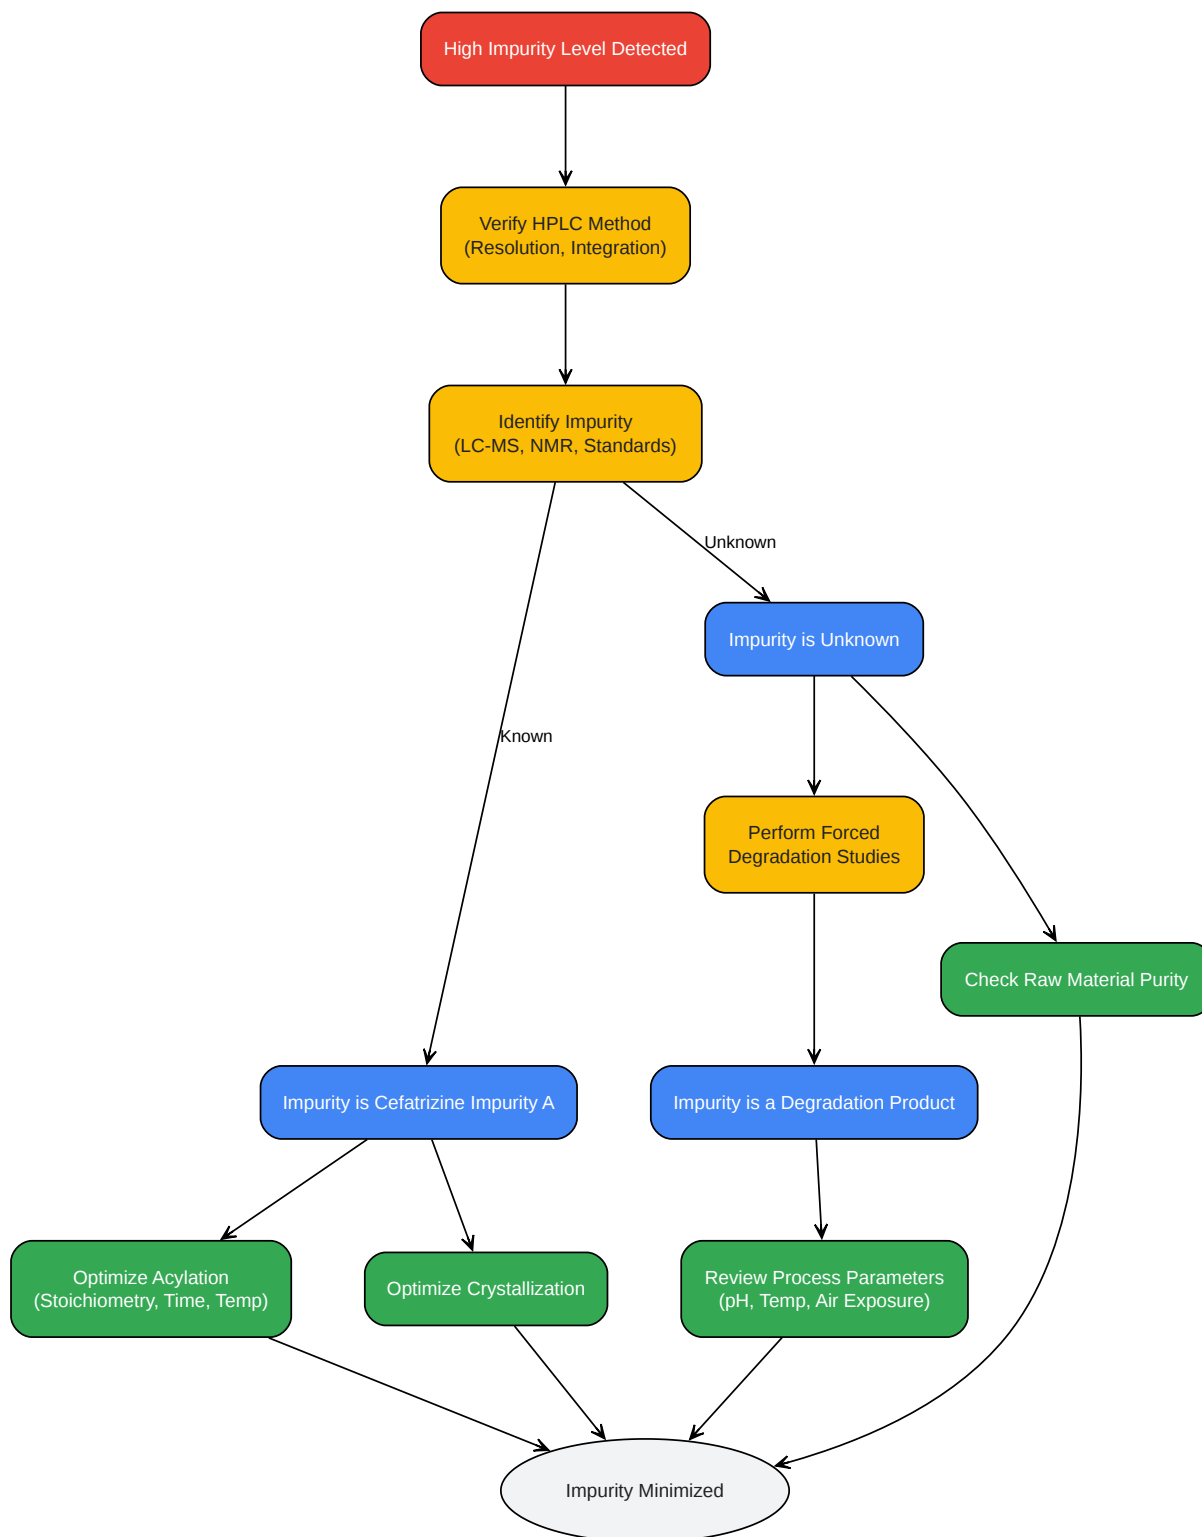 High Impurity Level Detected
Verify HPLC Method
(Resolution, Integration)
Identify Impurity
(LC-MS, NMR, Standards)
Unknown
Impurity is Unknown
Known
Perform Forced
Degradation Studies
Check Raw Material Purity
Impurity is Cefatrizine Impurity A
Impurity is a Degradation Product
Optimize Acylation
(Stoichiometry, Time, Temp)
Optimize Crystallization
Review Process Parameters
(pH, Temp, Air Exposure)
Impurity Minimized